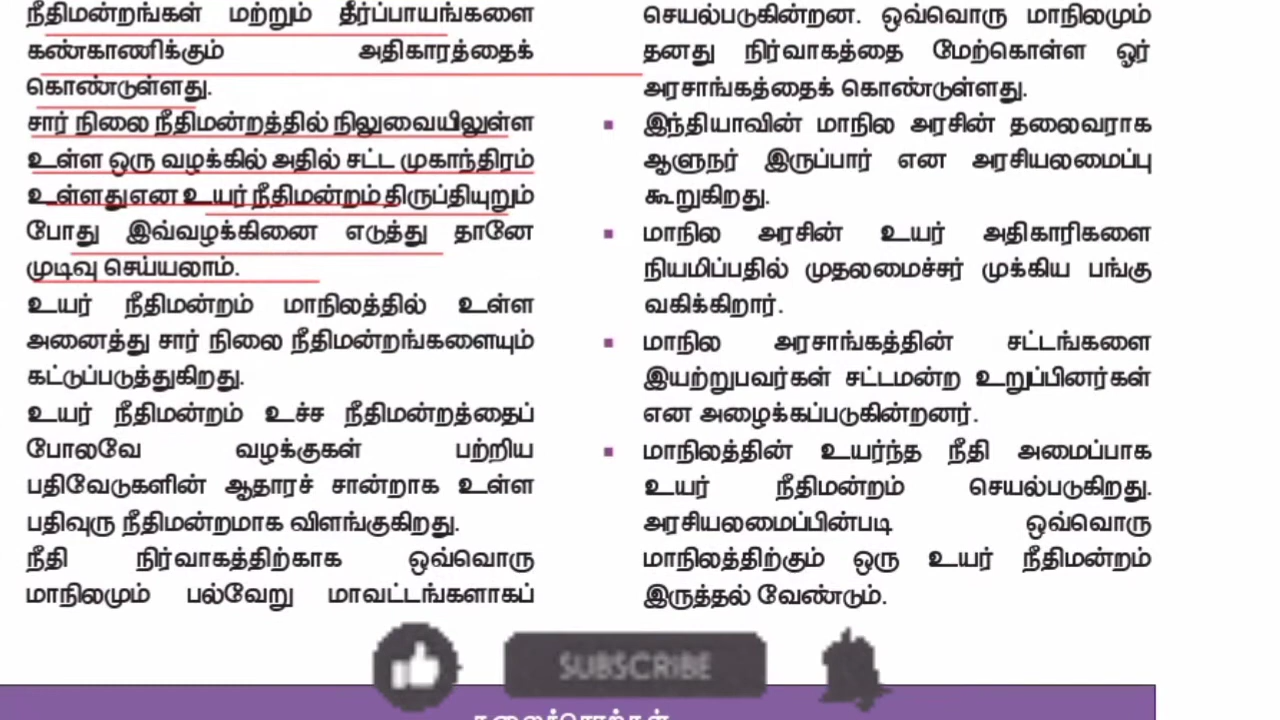 நீதிமன்றங்கள் மற்றும் தீர்ப்பாயங்களை
கண்காணிக்கும் அதிகாரத்தைக்
கொண்டுள்ளது.
சார் நிலை நீதிமன்றத்தில் நிலுவையிலுள்ள
உள்ள ஒரு வழக்கில் அதில் சட்ட முகாந்திரம்
உள்ளது என உயர் நீதிமன்றம் திருப்தியுறும்
போது இவ்வழக்கினை எடுத்து தானே
முடிவு செய்யலாம்.
உயர் நீதிமன்றம் மாநிலத்தில் உள்ள
அனைத்து சார் நிலை நீதிமன்றங்களையும்
கட்டுப்படுத்துகிறது.
உயர் நீதிமன்றம் உச்ச நீதிமன்றத்தைப்
போலவே வழக்குகள் பற்றிய
பதிவேடுகளின் ஆதாரச் சான்றாக உள்ள
பதிவுரு நீதிமன்றமாக விளங்குகிறது.
நீதி நிர்வாகத்திற்காக ஒவ்வொரு
மாநிலமும் பல்வேறு மாவட்டங்களாகப்
செயல்படுகின்றன. ஒவ்வொரு மாநிலமும்
தனது நிர்வாகத்தை மேற்கொள்ள ஓர்
அரசாங்கத்தைக் கொண்டுள்ளது.
▪ இந்தியாவின் மாநில அரசின் தலைவராக
ஆளுநர் இருப்பார் என அரசியலமைப்பு
கூறுகிறது.
▪ மாநில அரசின் உயர் அதிகாரிகளை
நியமிப்பதில் முதலமைச்சர் முக்கிய பங்கு
வகிக்கிறார்.
▪ மாநில அரசாங்கத்தின் சட்டங்களை
இயற்றுபவர்கள் சட்டமன்ற உறுப்பினர்கள்
என அழைக்கப்படுகின்றனர்.
▪ மாநிலத்தின் உயர்ந்த நீதி அமைப்பாக
உயர் நீதிமன்றம் செயல்படுகிறது.
அரசியலமைப்பின்படி ஒவ்வொரு
மாநிலத்திற்கும் ஒரு உயர் நீதிமன்றம்
இருத்தல் வேண்டும்.
SUBSCRIBE
கலைச்சொற்கள்